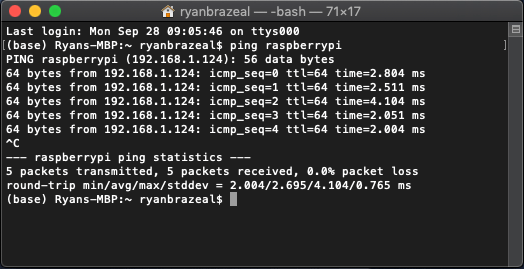 ryanbrazeal — -bash — 71×17
Last login: Mon Sep 28 09:05:46 on ttys000
(base) Ryans-MBP:~ ryanbrazeal$ ping raspberrypi
PING raspberrypi (192.168.1.124): 56 data bytes
64 bytes from 192.168.1.124: icmp_seq=0 ttl=64 time=2.804 ms
64 bytes from 192.168.1.124: icmp_seq=1 ttl=64 time=2.511 ms
64 bytes from 192.168.1.124: icmp_seq=2 ttl=64 time=4.104 ms
64 bytes from 192.168.1.124: icmp_seq=3 ttl=64 time=2.051 ms
64 bytes from 192.168.1.124: icmp_seq=4 ttl=64 time=2.004 ms
^C
--- raspberrypi ping statistics ---
5 packets transmitted, 5 packets received, 0.0% packet loss
round-trip min/avg/max/stddev = 2.004/2.695/4.104/0.765 ms
(base) Ryans-MBP:~ ryanbrazeal$